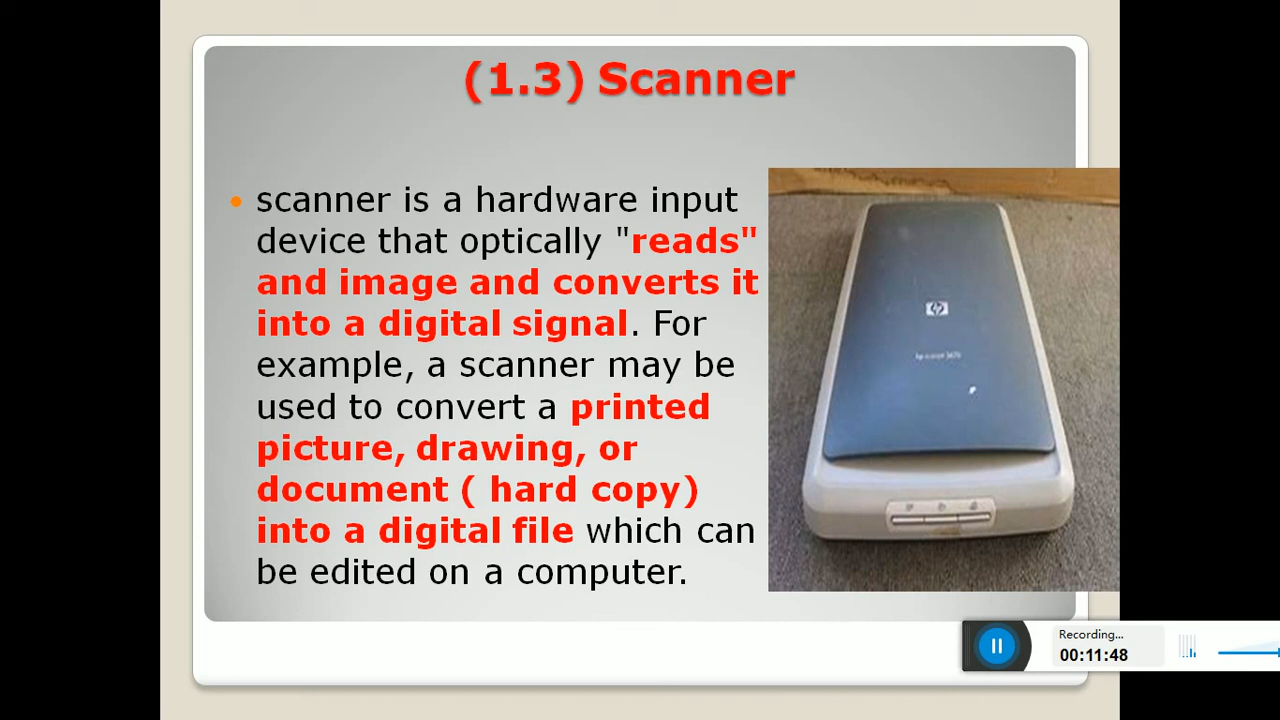 (1.3) Scanner
• scanner is a hardware input
device that optically "reads"
and image and converts it
into a digital signal. For
example, a scanner may be
used to convert a printed
picture, drawing, or
document ( hard copy)
into a digital file which can
be edited on a computer.
hp
Recording...
00:11:48